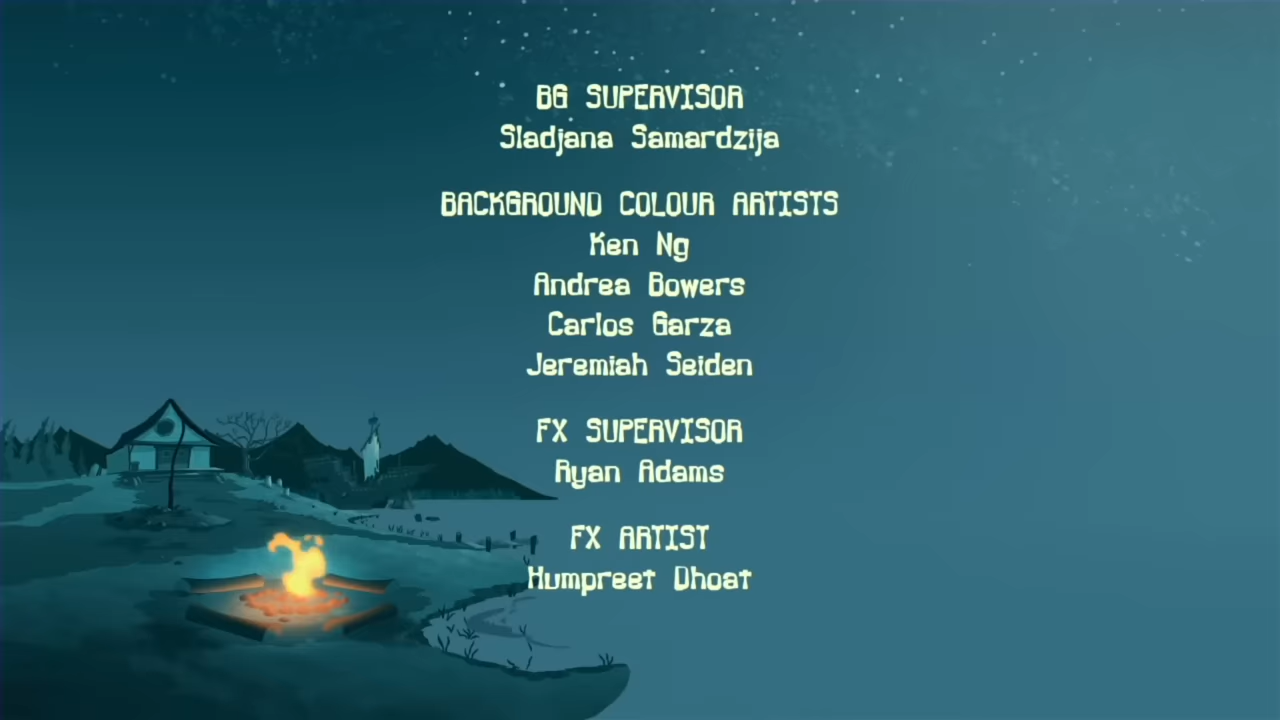 BG SUPERVISOR
Sladjana Samardzija
BACKGROUND COLOUR ARTISTS
Ken Ng
Andrea Bowers
Carlos Garza
Jeremiah Seiden
FX SUPERVISOR
Ryan Adams
FX ARTIST
Humpreet Dhoat